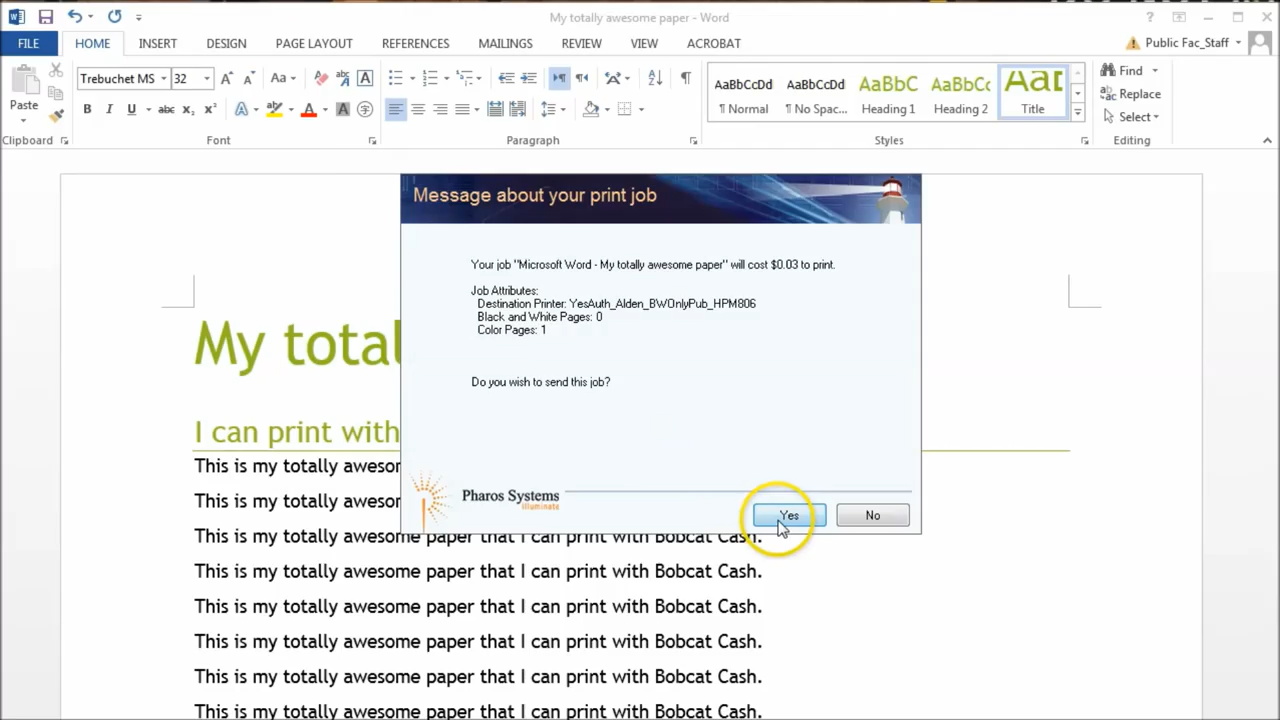 My totally awesome paper - Word
FILE HOME INSERT DESIGN PAGE LAYOUT REFERENCES MAILINGS REVIEW VIEW ACROBAT Public Fac_Staff
Trebuchet MS 32 Aa A AaBbCcDd AaBbCcDd AaBbC AaBbCc Find
Paste B I U abc X₂ X² A A A ¶ Normal ¶ No Spac... Heading 1 Heading 2 Title Replace
Select
Clipboard Font Paragraph Styles Editing
Message about your print job
Your job "Microsoft Word - My totally awesome paper" will cost $0.03 to print.
Job Attributes:
Destination Printer: YesAuth_Alden_BWOnlyPub_HPM806
Black and White Pages: 0
Color Pages: 1
Do you wish to send this job?
Pharos Systems
illuminate
Yes No
My total
I can print with
This is my totally aweso
This is my totally aweso
This is my totally awesome paper that I can print with Bobcat Cash.
This is my totally awesome paper that I can print with Bobcat Cash.
This is my totally awesome paper that I can print with Bobcat Cash.
This is my totally awesome paper that I can print with Bobcat Cash.
This is my totally awesome paper that I can print with Bobcat Cash.
This is my totally awesome paper that I can print with Bobcat Cash.